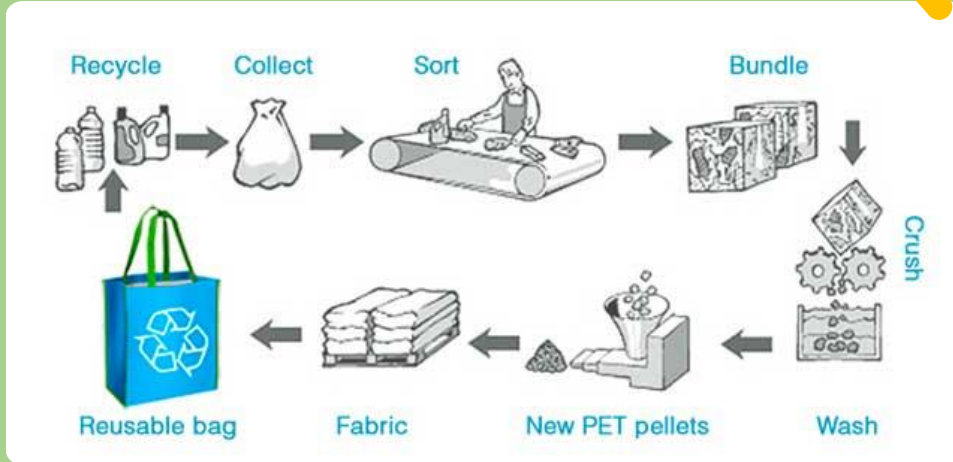 Recycle
Collect
Sort
Bundle
Crush
Wash
New PET pellets
Fabric
Reusable bag